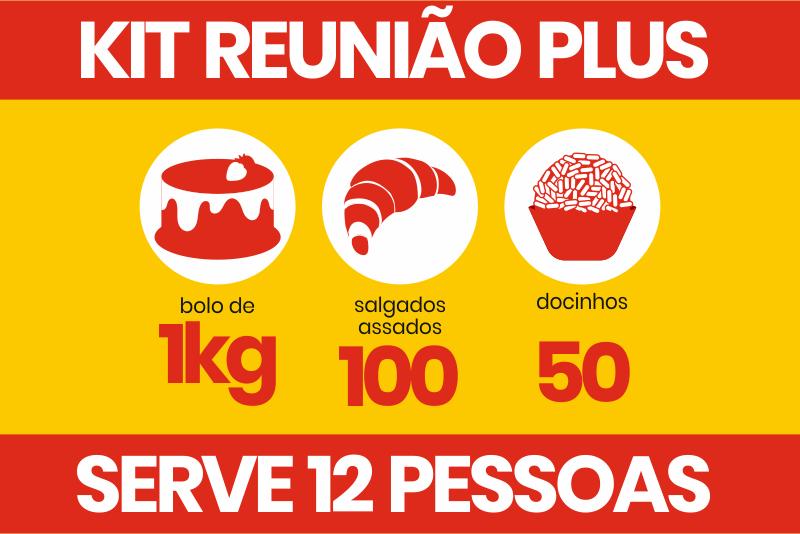 KIT REUNIÃO PLUS
bolo de
1kg
salgados
assados
100
docinhos
50
SERVE 12 PESSOAS